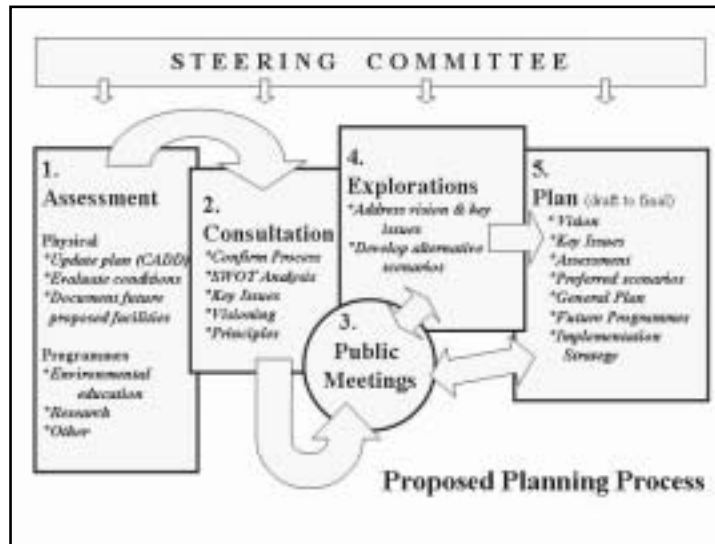 STEERING COMMITTEE
1.
Assessment
Physical
*Update plan (CADD)
*Evaluate conditions
*Document future
proposed facilities
Programmes
*Environmental
education
*Research
*Other
2.
Consultation
*Confirm Process
*SWOT Analysis
*Key Issues
*Visioning
*Principles
3.
Public
Meetings
4.
Explorations
*Address vision & key
issues
*Develop alternative
scenarios
5.
Plan (draft to final)
*Vision
*Key Issues
*Assessment
*Preferred scenarios
*General Plan
*Future Programmes
*Implementation
Strategy
Proposed Planning Process